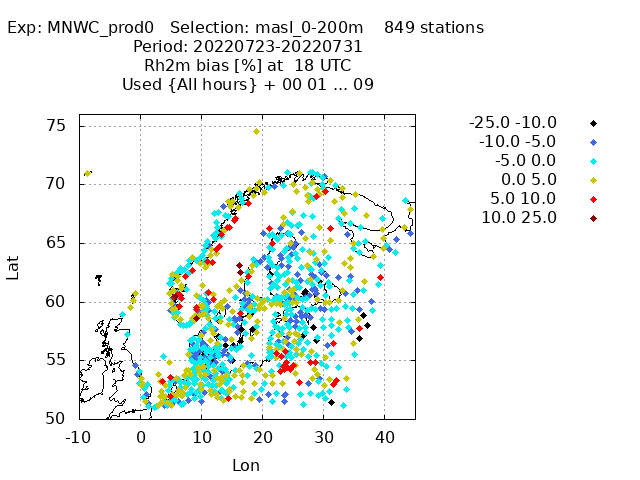 Exp: MNWC_prod0   Selection: masl_0-200m    849 stations
Period: 20220723-20220731
Rh2m bias [%] at  18 UTC
Used {All hours} + 00 01 ... 09
-25.0 -10.0
-10.0 -5.0
-5.0 0.0
0.0 5.0
5.0 10.0
10.0 25.0
75
70
65
60
55
50
Lat
-10 0 10 20 30 40
Lon